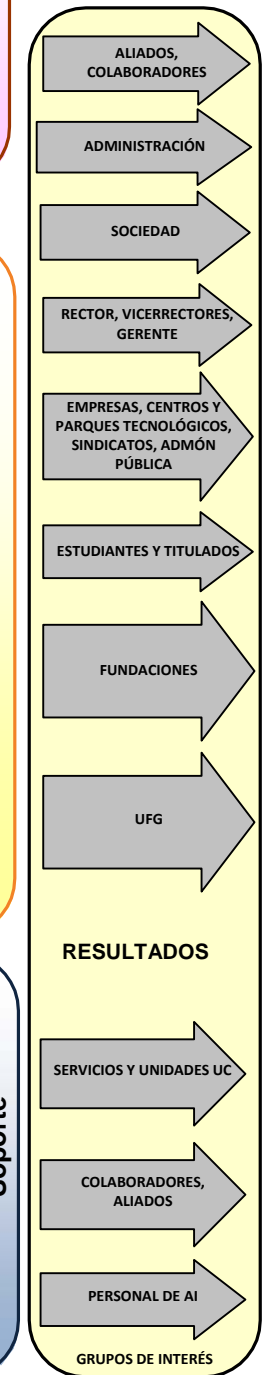 ALIADOS,
COLABORADORES
ADMINISTRACIÓN
SOCIEDAD
RECTOR, VICERRECTORES,
GERENTE
EMPRESAS, CENTROS Y
PARQUES TECNOLÓGICOS,
SINDICATOS, ADMÓN
PÚBLICA
ESTUDIANTES Y TITULADOS
FUNDACIONES
UFG
RESULTADOS
SERVICIOS Y UNIDADES UC
COLABORADORES,
ALIADOS
PERSONAL DE AI
GRUPOS DE INTERÉS
Soporte